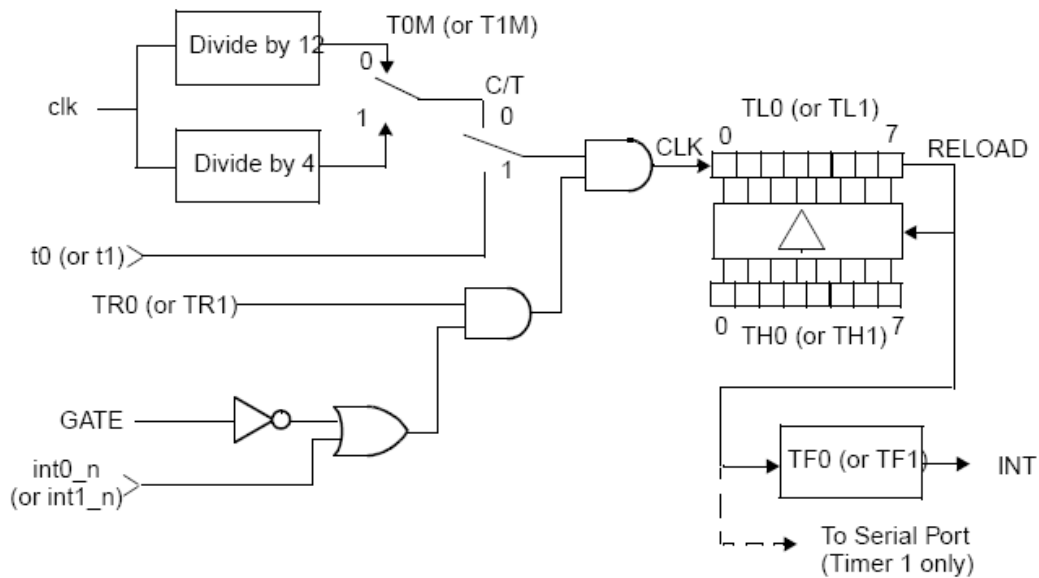 T0M (or T1M)
Divide by 12
0
C/T
clk
0
1
TL0 (or TL1)
0
7
CLK
RELOAD
Divide by 4
1
t0 (or t1)
TR0 (or TR1)
0
7
TH0 (or TH1)
GATE
int0_n
(or int1_n)
TF0 (or TF1)
INT
To Serial Port
(Timer 1 only)